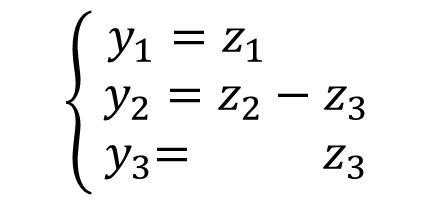 y₁ = z₁
y₂ = z₂ − z₃
y₃= z₃